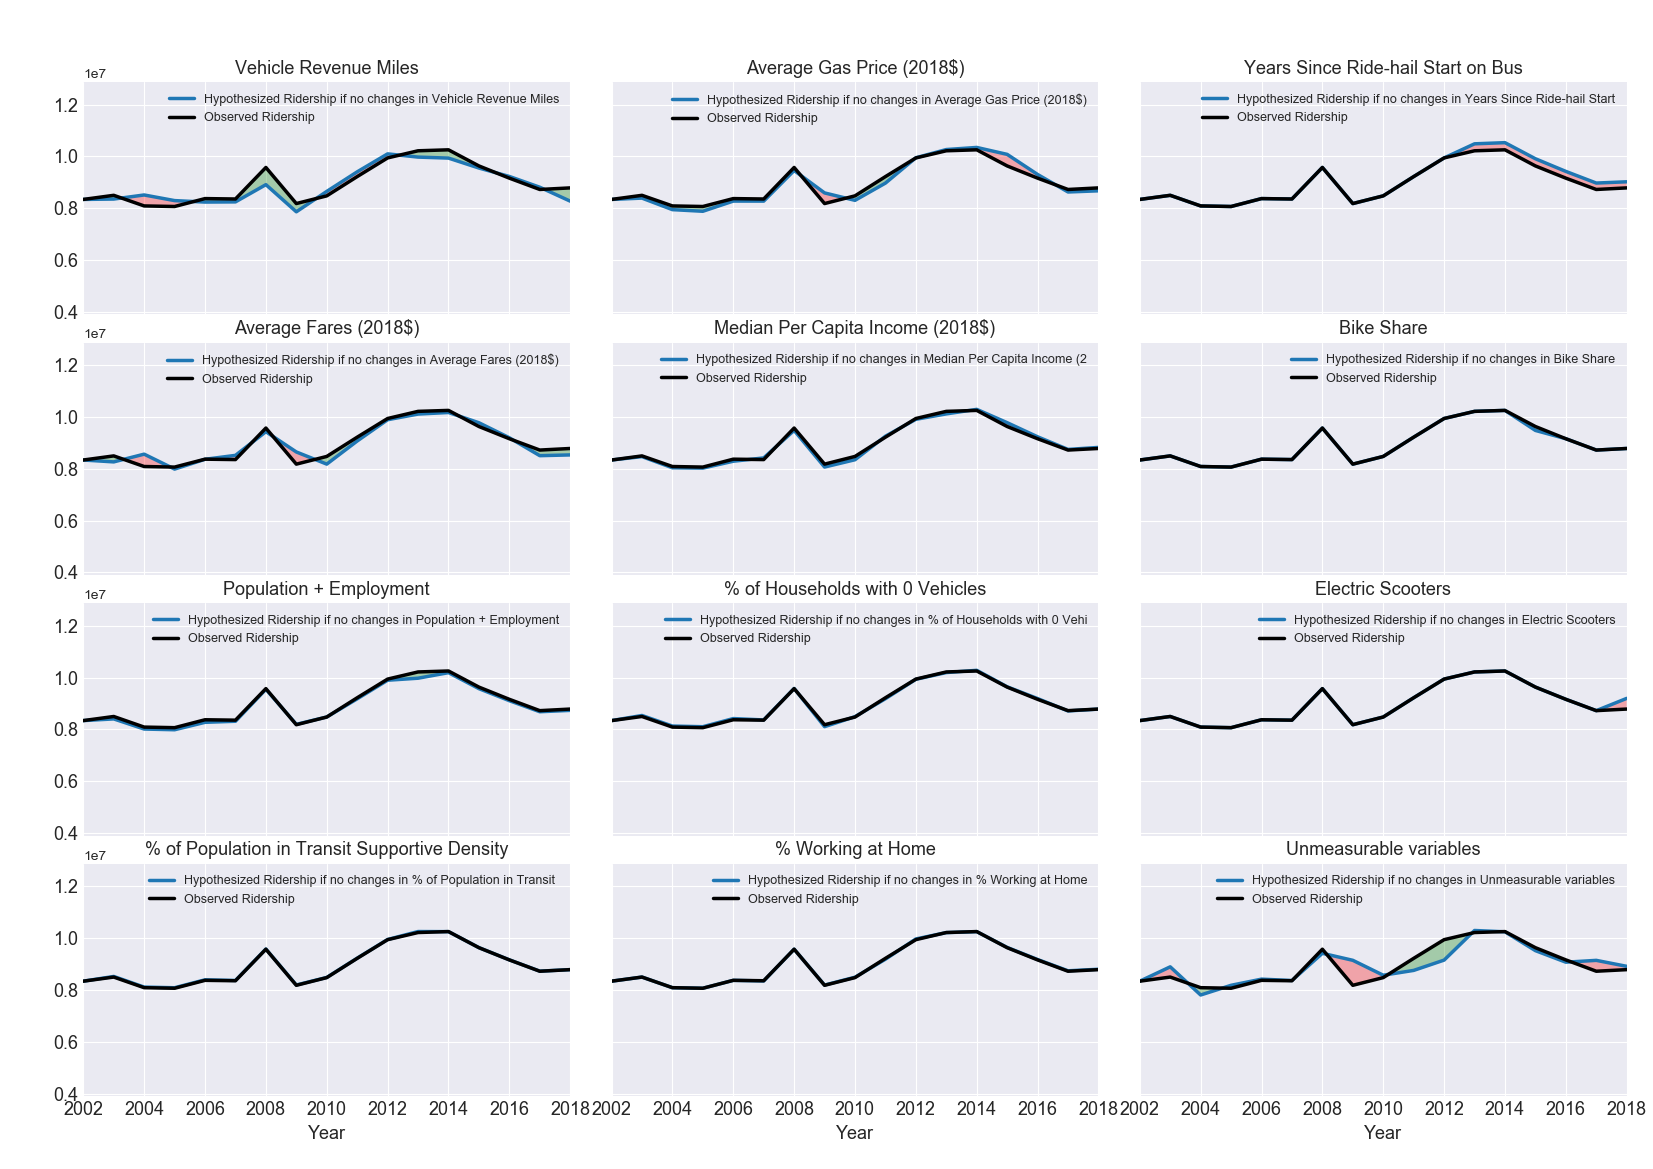 Vehicle Revenue Miles
Average Gas Price (2018$)
Years Since Ride-hail Start on Bus
1e7
Hypothesized Ridership if no changes in Vehicle Revenue Miles
Observed Ridership
Hypothesized Ridership if no changes in Average Gas Price (2018$)
Observed Ridership
Hypothesized Ridership if no changes in Years Since Ride-hail Start
Observed Ridership
1.2
1.0
0.8
0.6
0.4
Average Fares (2018$)
Median Per Capita Income (2018$)
Bike Share
1e7
Hypothesized Ridership if no changes in Average Fares (2018$)
Observed Ridership
Hypothesized Ridership if no changes in Median Per Capita Income (2
Observed Ridership
Hypothesized Ridership if no changes in Bike Share
Observed Ridership
1.2
1.0
0.8
0.6
0.4
Population + Employment
% of Households with 0 Vehicles
Electric Scooters
1e7
Hypothesized Ridership if no changes in Population + Employment
Observed Ridership
Hypothesized Ridership if no changes in % of Households with 0 Vehi
Observed Ridership
Hypothesized Ridership if no changes in Electric Scooters
Observed Ridership
1.2
1.0
0.8
0.6
0.4
% of Population in Transit Supportive Density
% Working at Home
Unmeasurable variables
1e7
Hypothesized Ridership if no changes in % of Population in Transit
Observed Ridership
Hypothesized Ridership if no changes in % Working at Home
Observed Ridership
Hypothesized Ridership if no changes in Unmeasurable variables
Observed Ridership
1.2
1.0
0.8
0.6
0.4
2002 2004 2006 2008 2010 2012 2014 2016 2018
2002 2004 2006 2008 2010 2012 2014 2016 2018
2002 2004 2006 2008 2010 2012 2014 2016 2018
Year
Year
Year